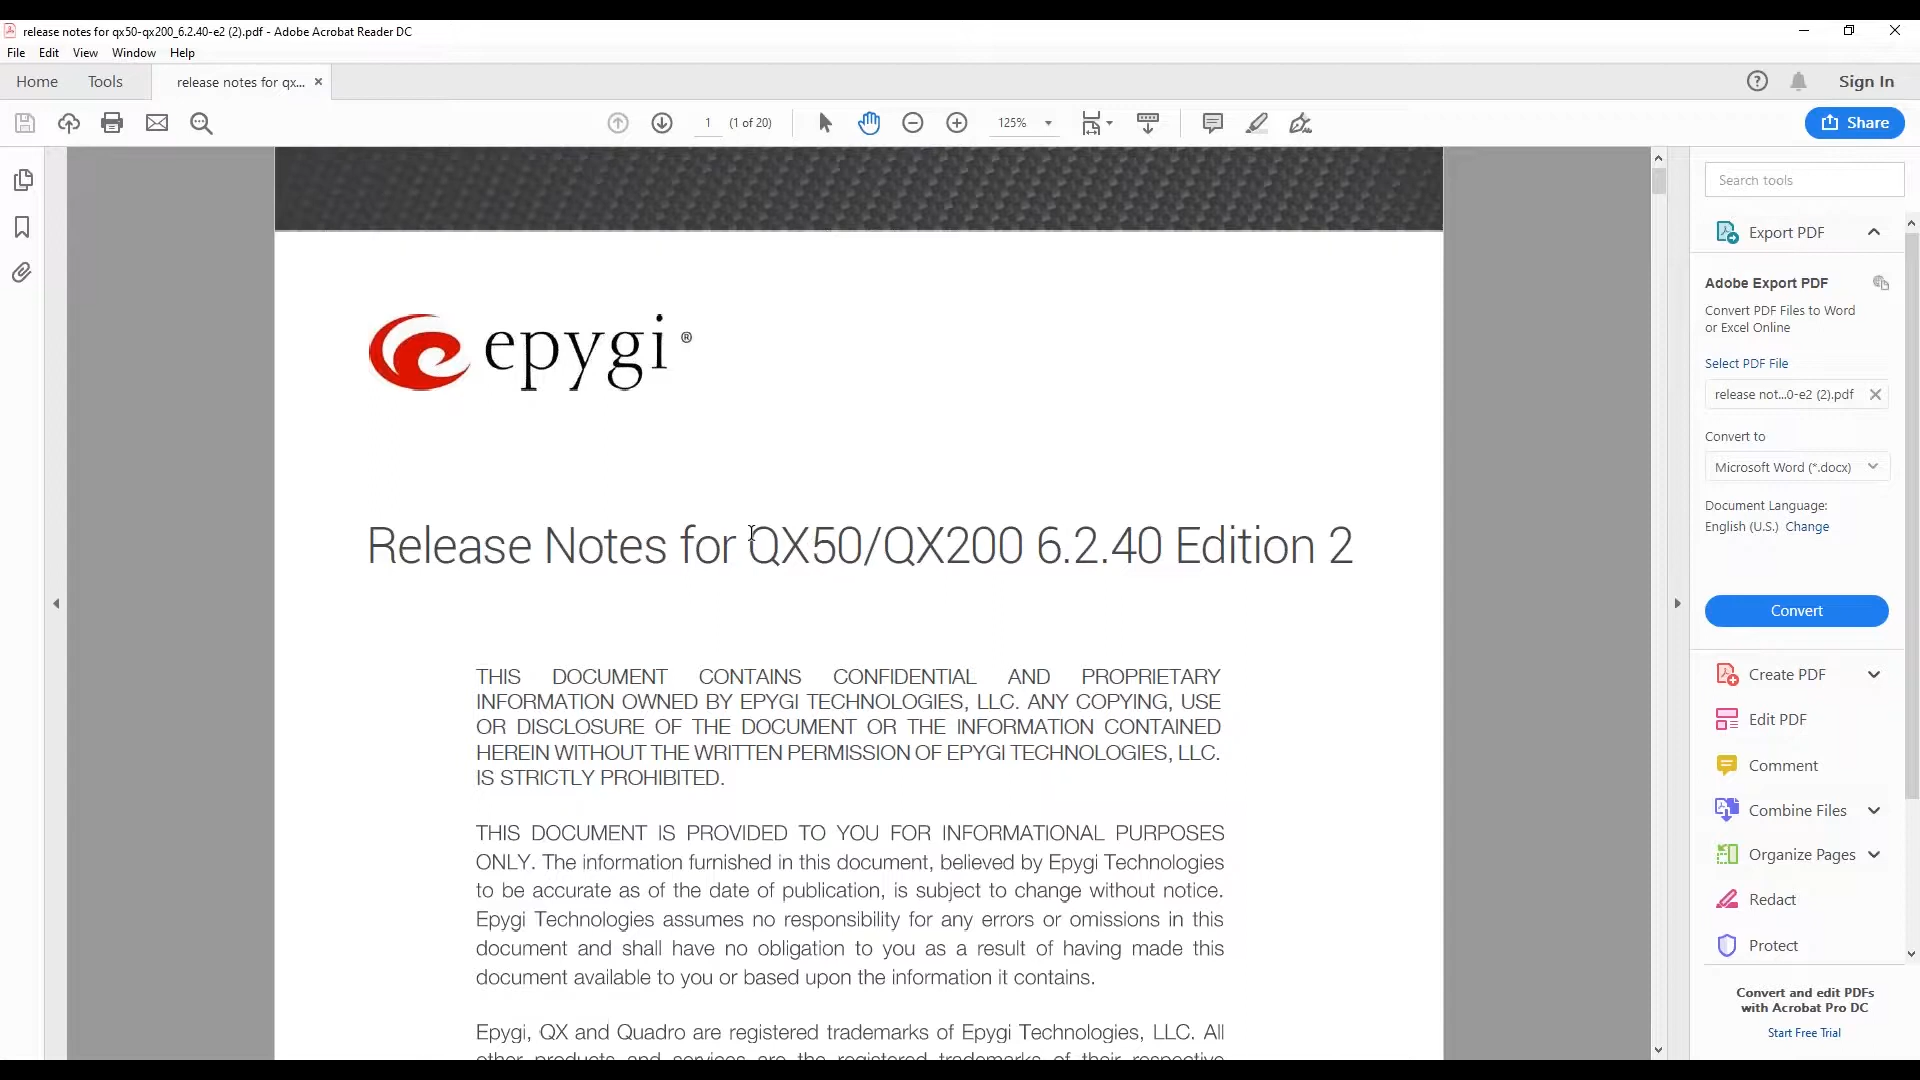 release notes for qx50-qx200_6.2.40-e2 (2).pdf - Adobe Acrobat Reader DC
File Edit View Window Help
Home Tools release notes for qx... × Sign In
1 (1 of 20) 125% Share
Search tools
Export PDF
Adobe Export PDF
Convert PDF Files to Word
or Excel Online
Select PDF File
release not...0-e2 (2).pdf
Convert to
Microsoft Word (*.docx)
Document Language:
English (U.S.) Change
Convert
Create PDF
Edit PDF
Comment
Combine Files
Organize Pages
Redact
Protect
Convert and edit PDFs
with Acrobat Pro DC
Start Free Trial
epygi ®
Release Notes for QX50/QX200 6.2.40 Edition 2
THIS DOCUMENT CONTAINS CONFIDENTIAL AND PROPRIETARY
INFORMATION OWNED BY EPYGI TECHNOLOGIES, LLC. ANY COPYING, USE
OR DISCLOSURE OF THE DOCUMENT OR THE INFORMATION CONTAINED
HEREIN WITHOUT THE WRITTEN PERMISSION OF EPYGI TECHNOLOGIES, LLC.
IS STRICTLY PROHIBITED.
THIS DOCUMENT IS PROVIDED TO YOU FOR INFORMATIONAL PURPOSES
ONLY. The information furnished in this document, believed by Epygi Technologies
to be accurate as of the date of publication, is subject to change without notice.
Epygi Technologies assumes no responsibility for any errors or omissions in this
document and shall have no obligation to you as a result of having made this
document available to you or based upon the information it contains.
Epygi, QX and Quadro are registered trademarks of Epygi Technologies, LLC. All
other products and services are the registered trademarks of their respective